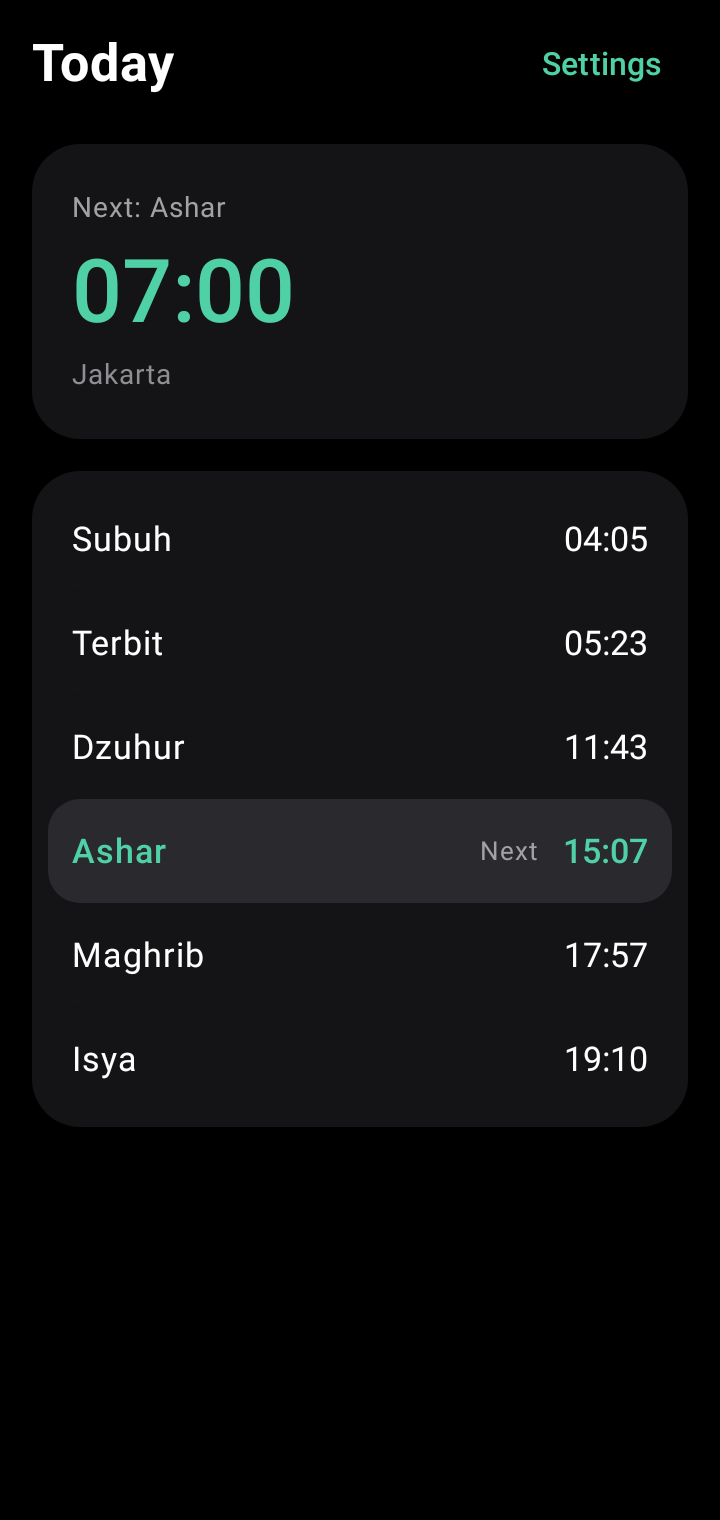 Today Settings
Next: Ashar
07:00
Jakarta
Subuh 04:05
Terbit 05:23
Dzuhur 11:43
Ashar Next 15:07
Maghrib 17:57
Isya 19:10